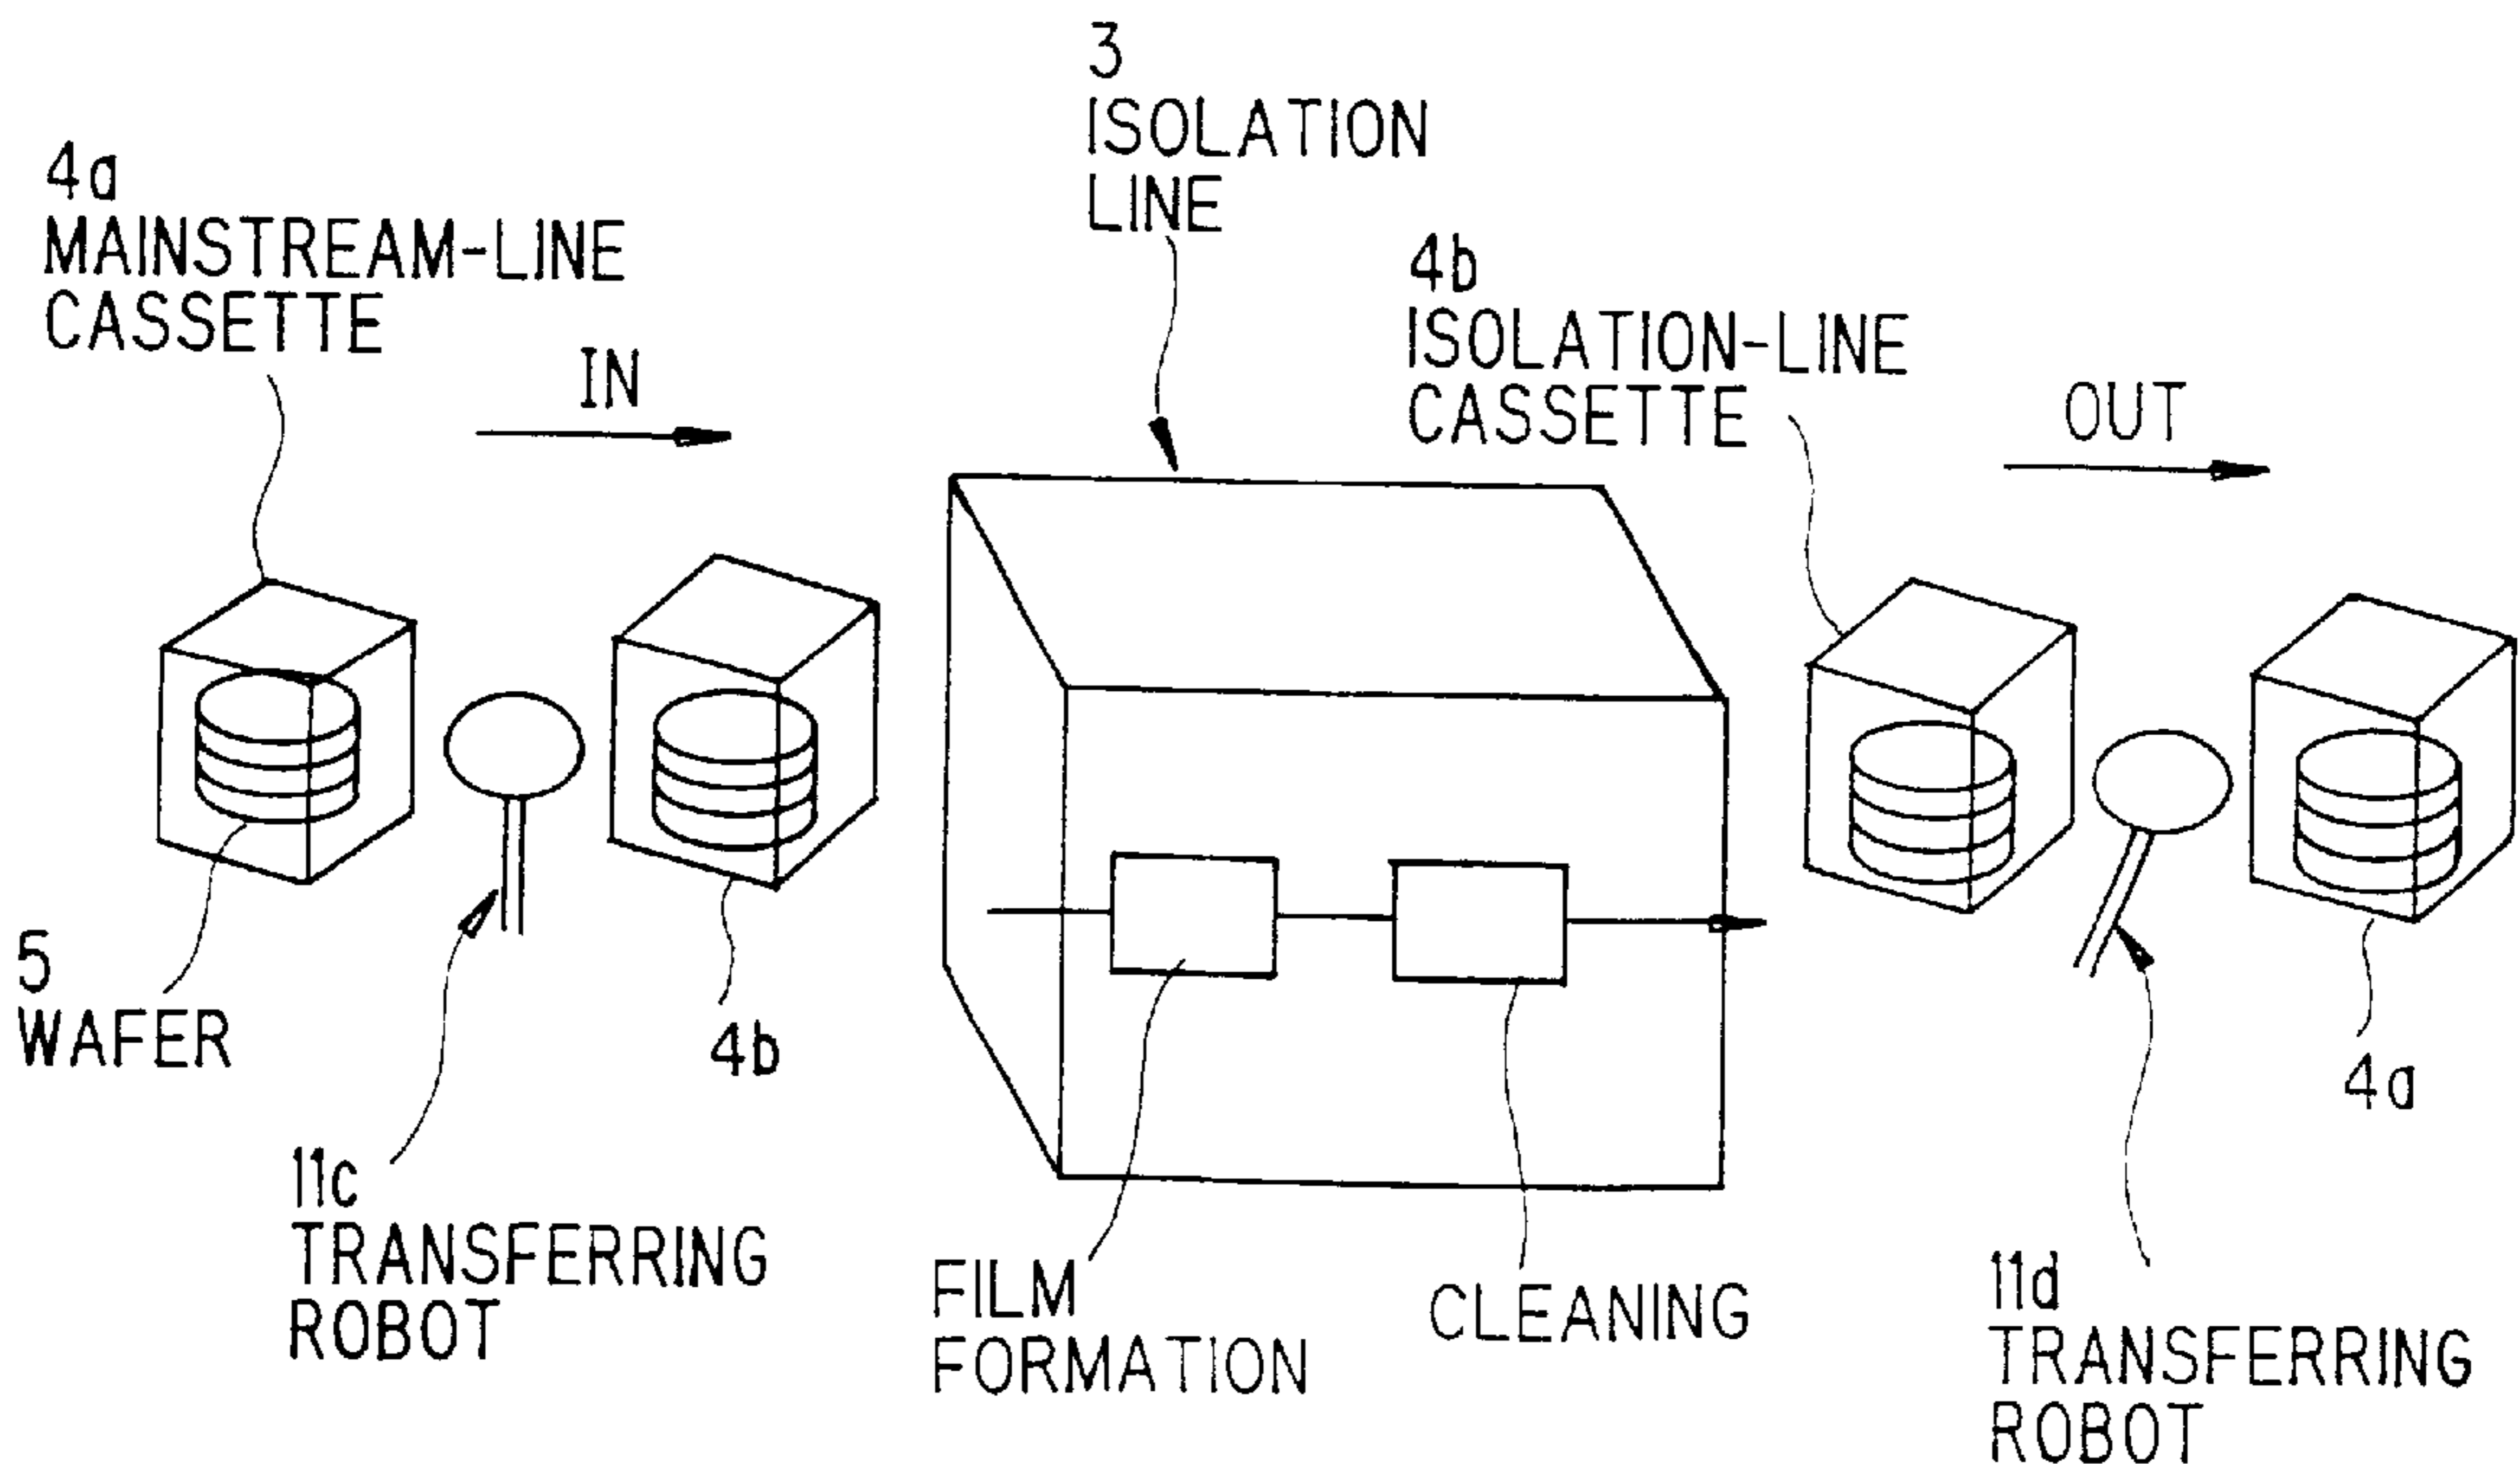 3
ISOLATION
LINE
4a
MAINSTREAM-LINE
CASSETTE
IN
4b
ISOLATION-LINE
CASSETTE
OUT
5
WAFER
4b
4a
11c
TRANSFERRING
ROBOT
FILM
FORMATION
CLEANING
11d
TRANSFERRING
ROBOT